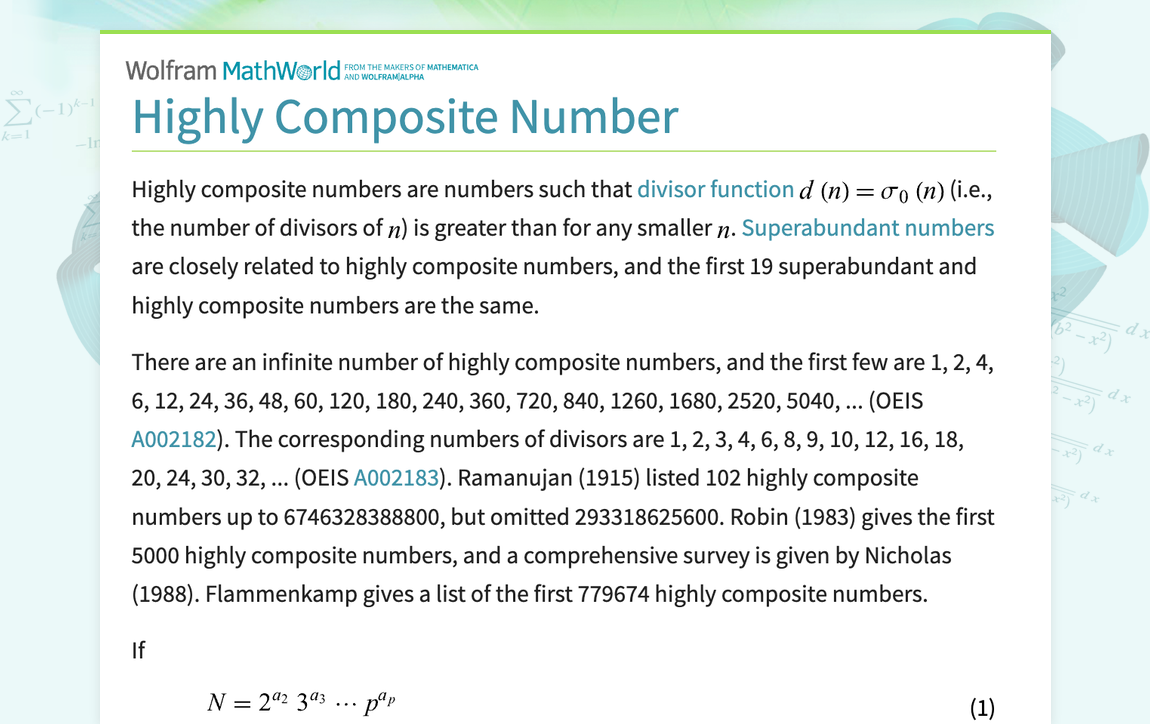 Wolfram MathWorld FROM THE MAKERS OF MATHEMATICA
AND WOLFRAM|ALPHA
Highly Composite Number
Highly composite numbers are numbers such that divisor function d (n) = σ₀ (n) (i.e.,
the number of divisors of n) is greater than for any smaller n. Superabundant numbers
are closely related to highly composite numbers, and the first 19 superabundant and
highly composite numbers are the same.
There are an infinite number of highly composite numbers, and the first few are 1, 2, 4,
6, 12, 24, 36, 48, 60, 120, 180, 240, 360, 720, 840, 1260, 1680, 2520, 5040, ... (OEIS
A002182). The corresponding numbers of divisors are 1, 2, 3, 4, 6, 8, 9, 10, 12, 16, 18,
20, 24, 30, 32, ... (OEIS A002183). Ramanujan (1915) listed 102 highly composite
numbers up to 6746328388800, but omitted 293318625600. Robin (1983) gives the first
5000 highly composite numbers, and a comprehensive survey is given by Nicholas
(1988). Flammenkamp gives a list of the first 779674 highly composite numbers.
If
N = 2^{a₂} 3^{a₃} ⋯ p^{a_p} (1)